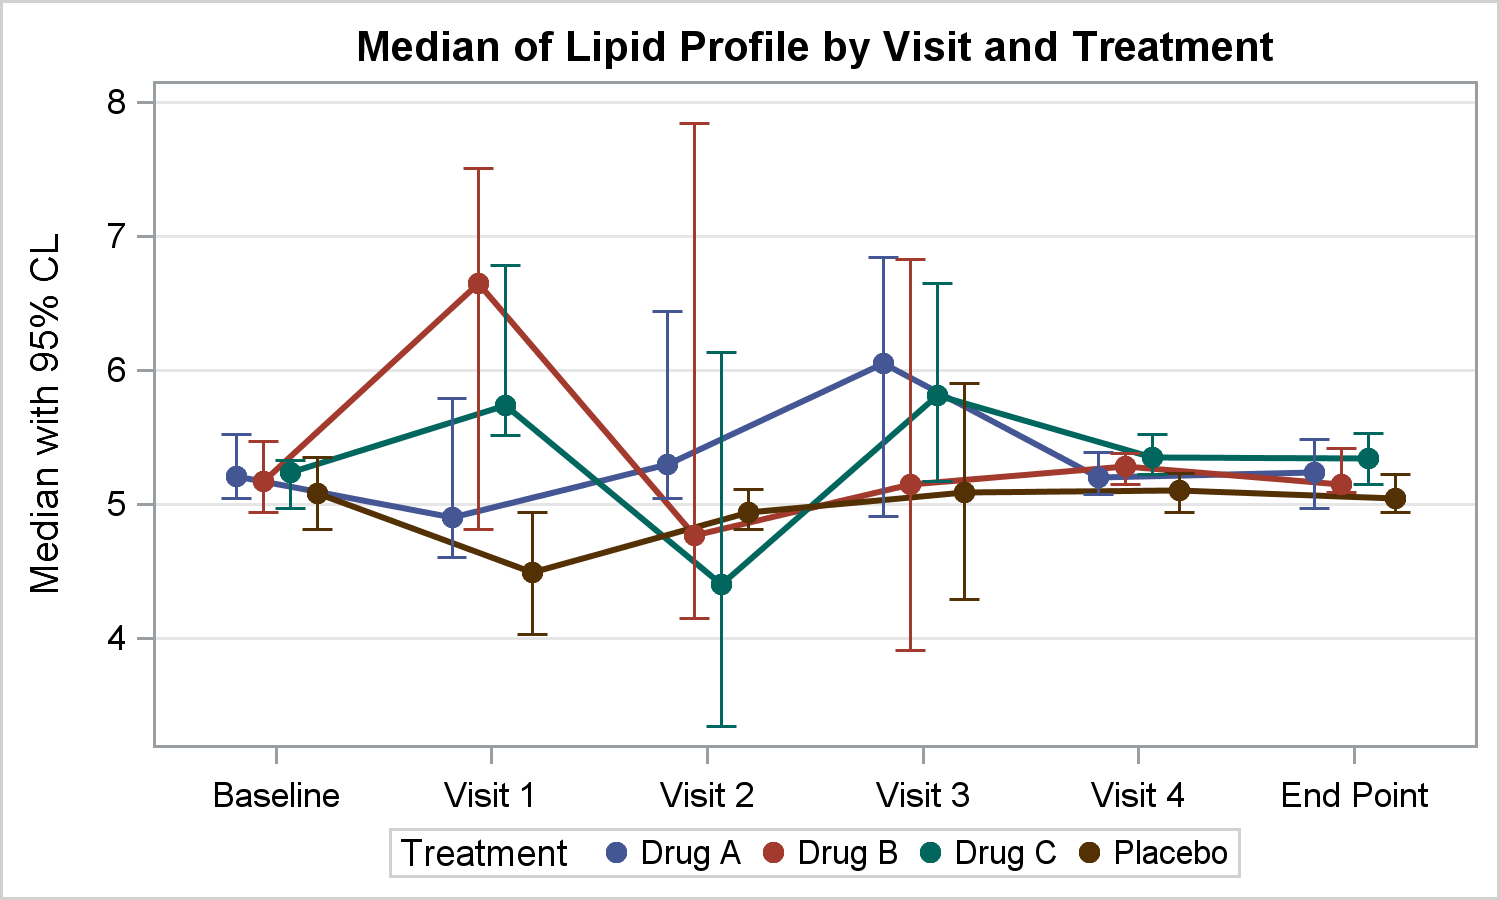 Median of Lipid Profile by Visit and Treatment
Median with 95% CL
8
7
6
5
4
Baseline Visit 1 Visit 2 Visit 3 Visit 4 End Point
Treatment Drug A Drug B Drug C Placebo